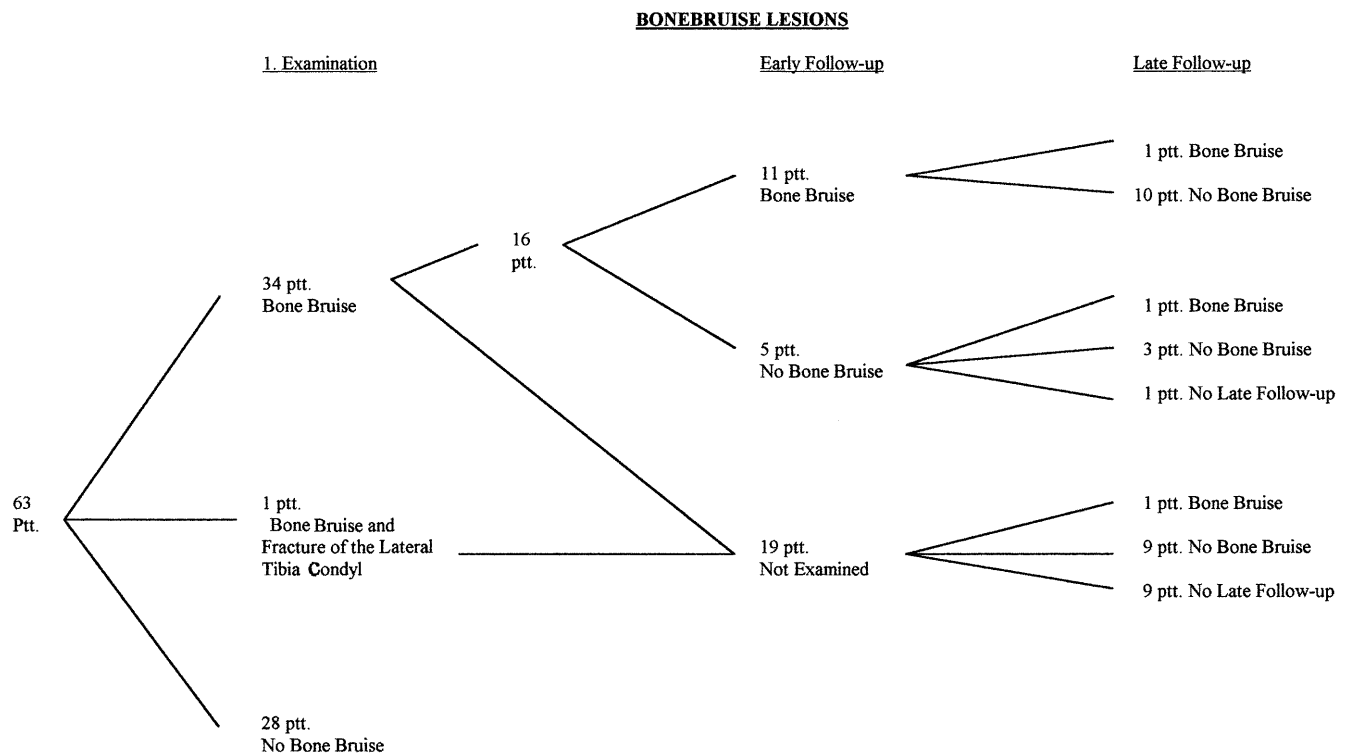 BONEBRUISE LESIONS
1. Examination
Early Follow-up
Late Follow-up
63
Ptt.
34 ptt.
Bone Bruise
1 ptt.
Bone Bruise and
Fracture of the Lateral
Tibia Condyl
28 ptt.
No Bone Bruise
16
ptt.
11 ptt.
Bone Bruise
5 ptt.
No Bone Bruise
19 ptt.
Not Examined
1 ptt. Bone Bruise
10 ptt. No Bone Bruise
1 ptt. Bone Bruise
3 ptt. No Bone Bruise
1 ptt. No Late Follow-up
1 ptt. Bone Bruise
9 ptt. No Bone Bruise
9 ptt. No Late Follow-up